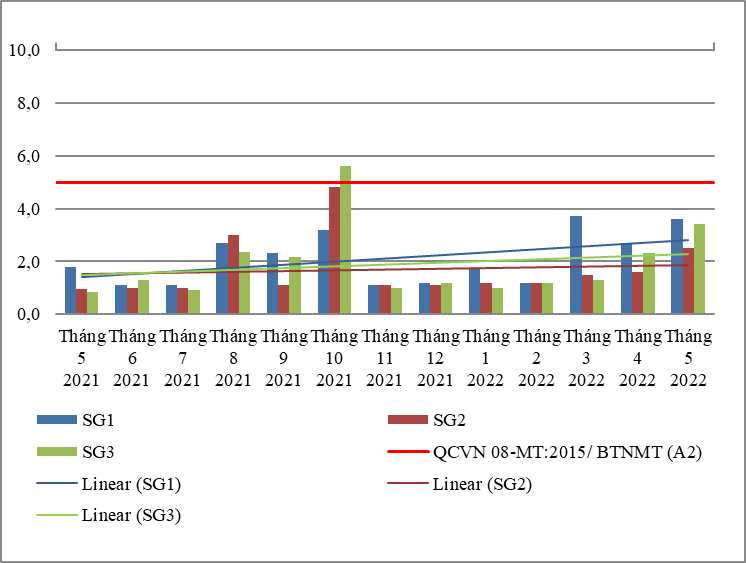 10,0
8,0
6,0
4,0
2,0
0,0
Tháng Tháng Tháng Tháng Tháng Tháng Tháng Tháng Tháng Tháng Tháng Tháng Tháng
5 6 7 8 9 10 11 12 1 2 3 4 5
2021 2021 2021 2021 2021 2021 2021 2021 2022 2022 2022 2022 2022
SG1 SG2
SG3 QCVN 08-MT:2015/ BTNMT (A2)
Linear (SG1) Linear (SG2)
Linear (SG3)